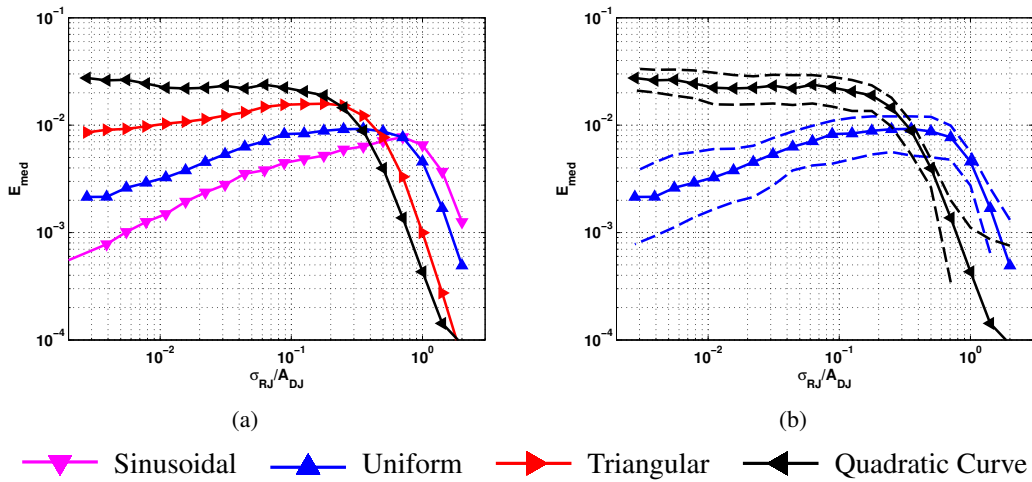 10⁻¹
10⁻²
10⁻³
10⁻⁴
E_med
10⁻² 10⁻¹ 10⁰
σ_RJ/A_DJ
(a)
10⁻¹
10⁻²
10⁻³
10⁻⁴
E_med
10⁻² 10⁻¹ 10⁰
σ_RJ/A_DJ
(b)
Sinusoidal Uniform Triangular Quadratic Curve